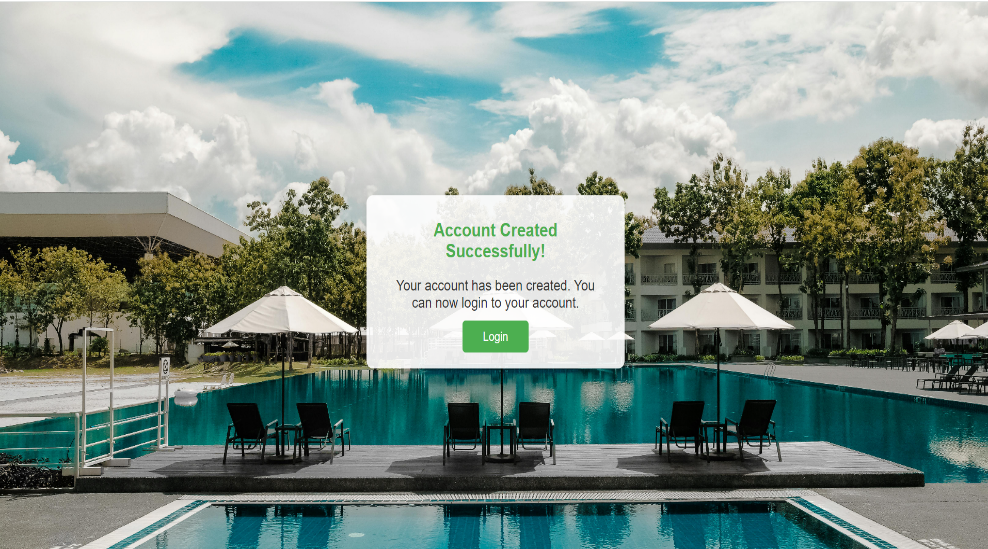 Account Created
Successfully!
Your account has been created. You
can now login to your account.
Login